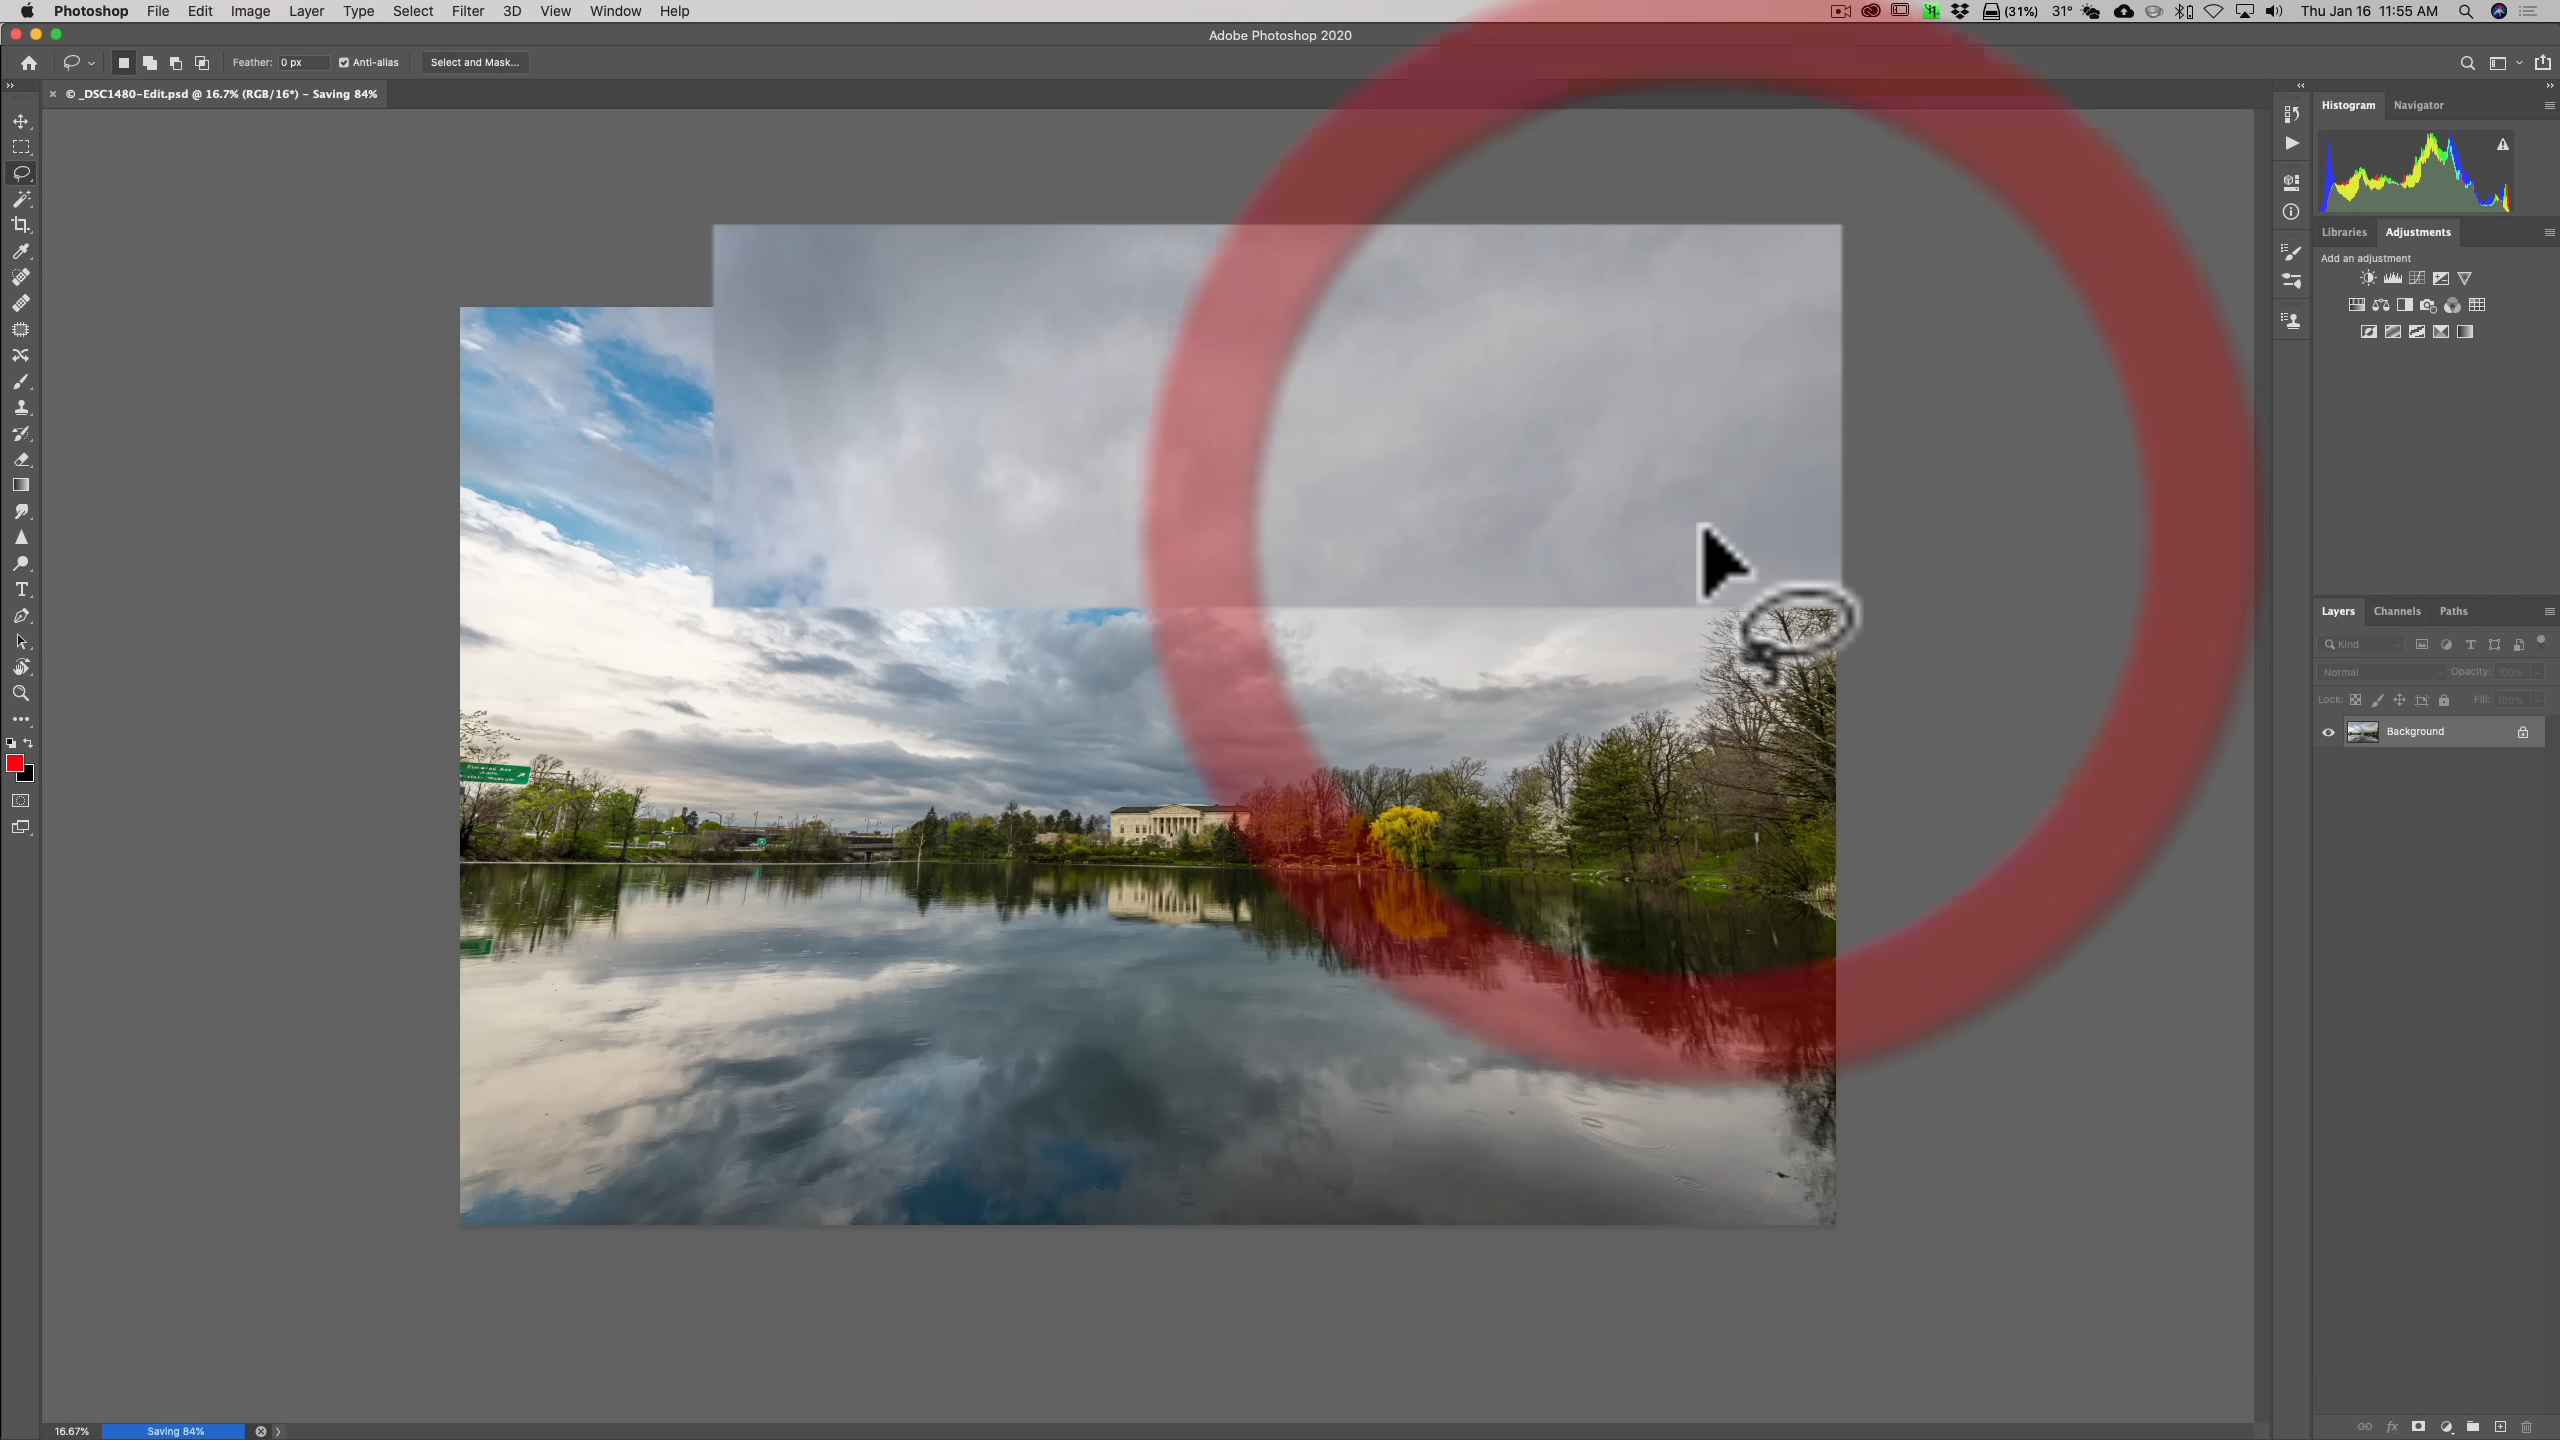 Photoshop File Edit Image Layer Type Select Filter 3D View Window Help (31%) 31° Thu Jan 16 11:55 AM
Adobe Photoshop 2020
Feather: 0 px Anti-alias Select and Mask...
× © _DSC1480-Edit.psd @ 16.7% (RGB/16*) - Saving 84%
Histogram Navigator
Libraries Adjustments
Add an adjustment
Layers Channels Paths
Kind
Normal Opacity: 100%
Lock: Fill: 100%
Background
16.67% Saving 84%